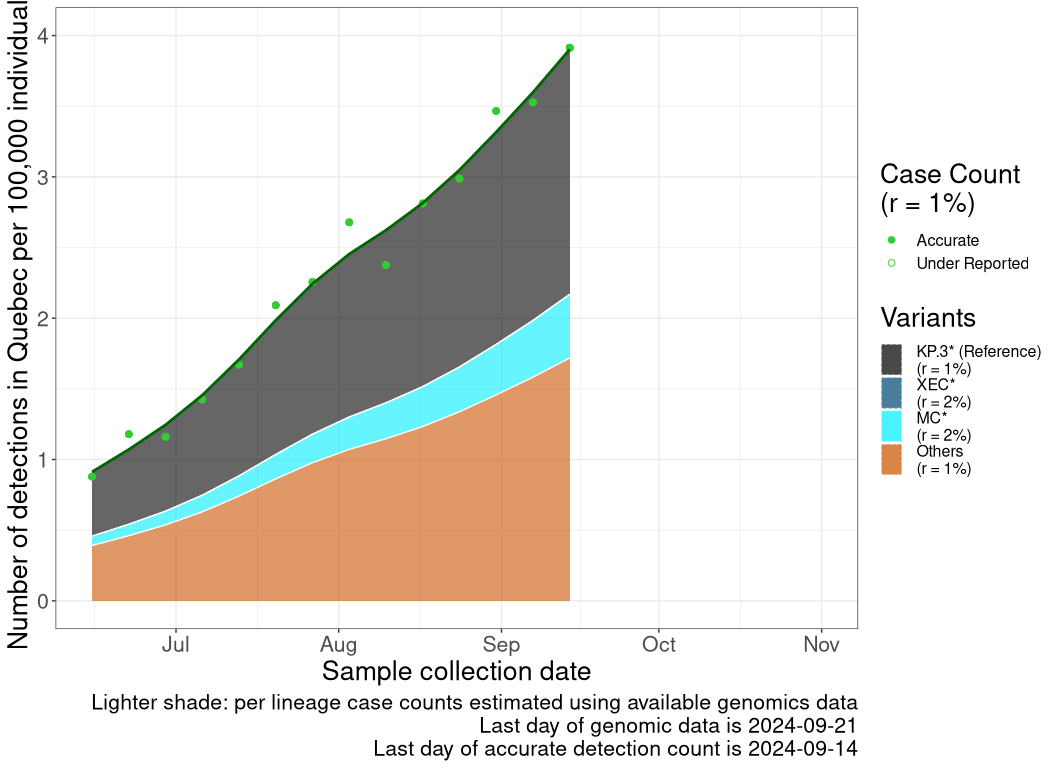 Number of detections in Quebec per 100,000 individual
4
3
2
1
0
Jul
Aug
Sep
Oct
Nov
Sample collection date
Lighter shade: per lineage case counts estimated using available genomics data
Last day of genomic data is 2024-09-21
Last day of accurate detection count is 2024-09-14
Case Count
(r = 1%)
Accurate
Under Reported
Variants
KP.3* (Reference)
(r = 1%)
XEC*
(r = 2%)
MC*
(r = 2%)
Others
(r = 1%)